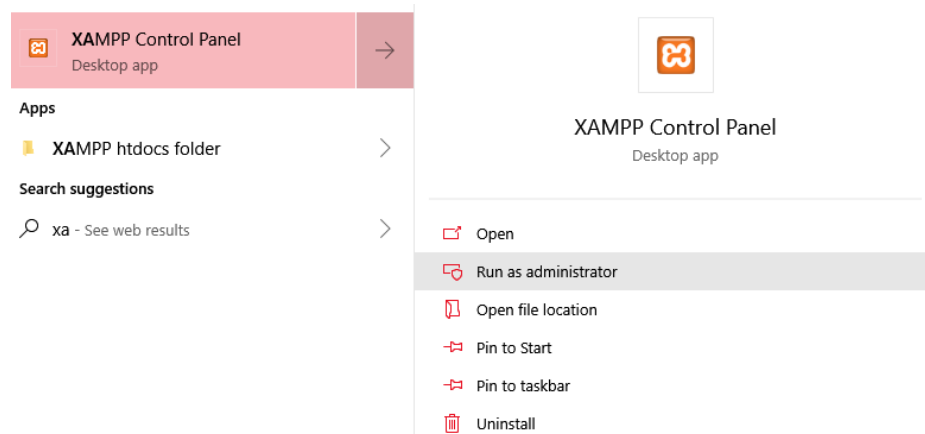 XAMPP Control Panel
Desktop app
Apps
XAMPP htdocs folder
Search suggestions
xa - See web results
XAMPP Control Panel
Desktop app
Open
Run as administrator
Open file location
Pin to Start
Pin to taskbar
Uninstall